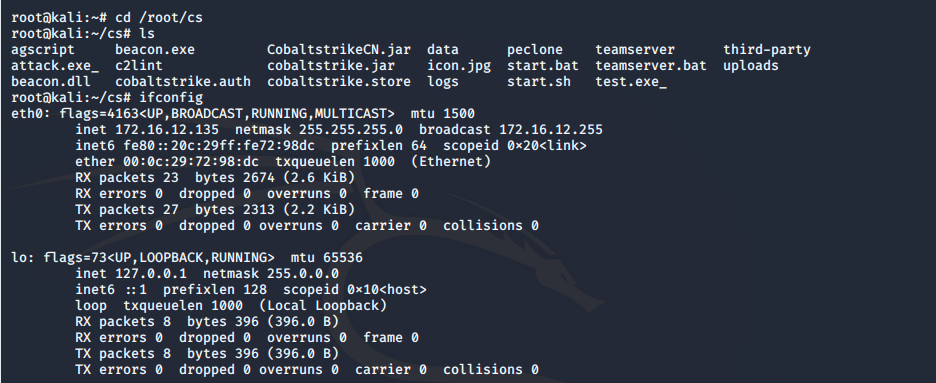 root@kali:~# cd /root/cs
root@kali:~/cs# ls
agscript beacon.exe CobaltstrikeCN.jar data peclone teamserver third-party
attack.exe_ c2lint cobaltstrike.jar icon.jpg start.bat teamserver.bat uploads
beacon.dll cobaltstrike.auth cobaltstrike.store logs start.sh test.exe_
root@kali:~/cs# ifconfig
eth0: flags=4163<UP,BROADCAST,RUNNING,MULTICAST> mtu 1500
inet 172.16.12.135 netmask 255.255.255.0 broadcast 172.16.12.255
inet6 fe80::20c:29ff:fe72:98dc prefixlen 64 scopeid 0×20<link>
ether 00:0c:29:72:98:dc txqueuelen 1000 (Ethernet)
RX packets 23 bytes 2674 (2.6 KiB)
RX errors 0 dropped 0 overruns 0 frame 0
TX packets 27 bytes 2313 (2.2 KiB)
TX errors 0 dropped 0 overruns 0 carrier 0 collisions 0
lo: flags=73<UP,LOOPBACK,RUNNING> mtu 65536
inet 127.0.0.1 netmask 255.0.0.0
inet6 ::1 prefixlen 128 scopeid 0×10<host>
loop txqueuelen 1000 (Local Loopback)
RX packets 8 bytes 396 (396.0 B)
RX errors 0 dropped 0 overruns 0 frame 0
TX packets 8 bytes 396 (396.0 B)
TX errors 0 dropped 0 overruns 0 carrier 0 collisions 0